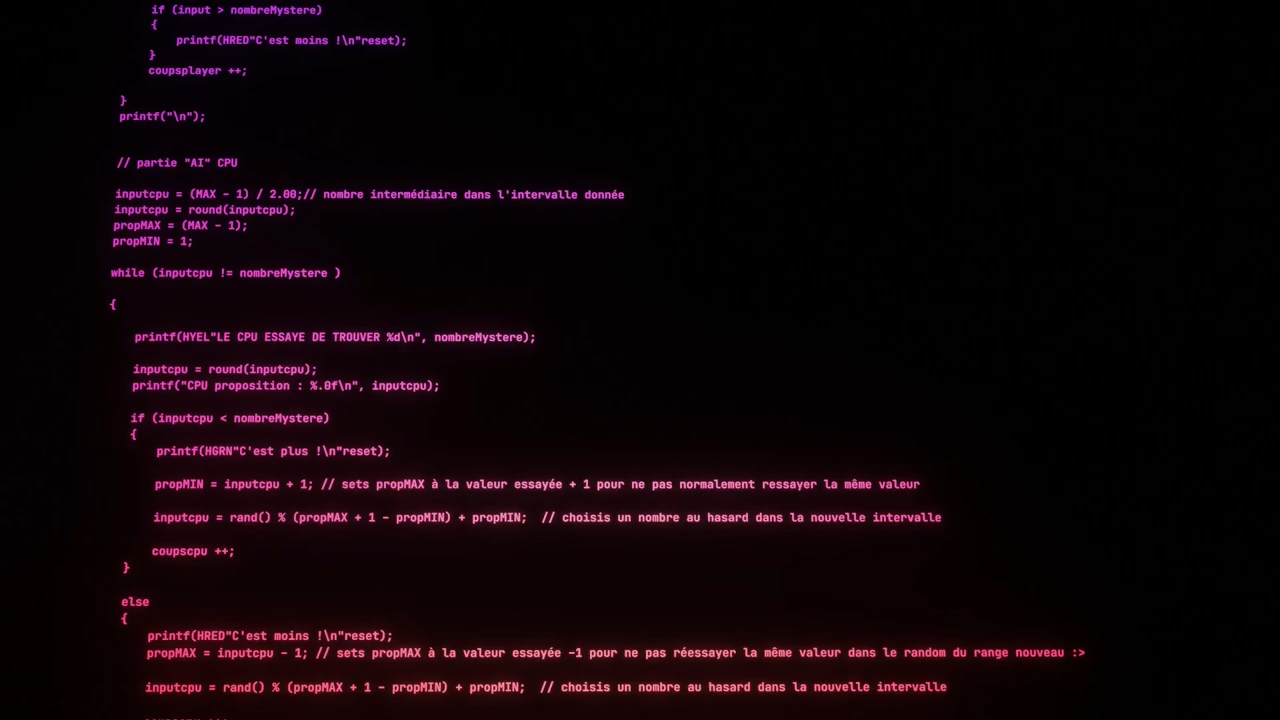 if (input > nombreMystere)
{
printf(HRED"C'est moins !\n"reset);
}
coupsplayer ++;
}
printf("\n");
// partie "AI" CPU
inputcpu = (MAX - 1) / 2.00;// nombre intermédiaire dans l'intervalle donnée
inputcpu = round(inputcpu);
propMAX = (MAX - 1);
propMIN = 1;
while (inputcpu != nombreMystere )
{
printf(HYEL"LE CPU ESSAYE DE TROUVER %d\n", nombreMystere);
inputcpu = round(inputcpu);
printf("CPU proposition : %.0f\n", inputcpu);
if (inputcpu < nombreMystere)
{
printf(HGRN"C'est plus !\n"reset);
propMIN = inputcpu + 1; // sets propMAX à la valeur essayée + 1 pour ne pas normalement ressayer la même valeur
inputcpu = rand() % (propMAX + 1 - propMIN) + propMIN;  // choisis un nombre au hasard dans la nouvelle intervalle
coupscpu ++;
}
else
{
printf(HRED"C'est moins !\n"reset);
propMAX = inputcpu - 1; // sets propMAX à la valeur essayée -1 pour ne pas réessayer la même valeur dans le random du range nouveau :>
inputcpu = rand() % (propMAX + 1 - propMIN) + propMIN;  // choisis un nombre au hasard dans la nouvelle intervalle